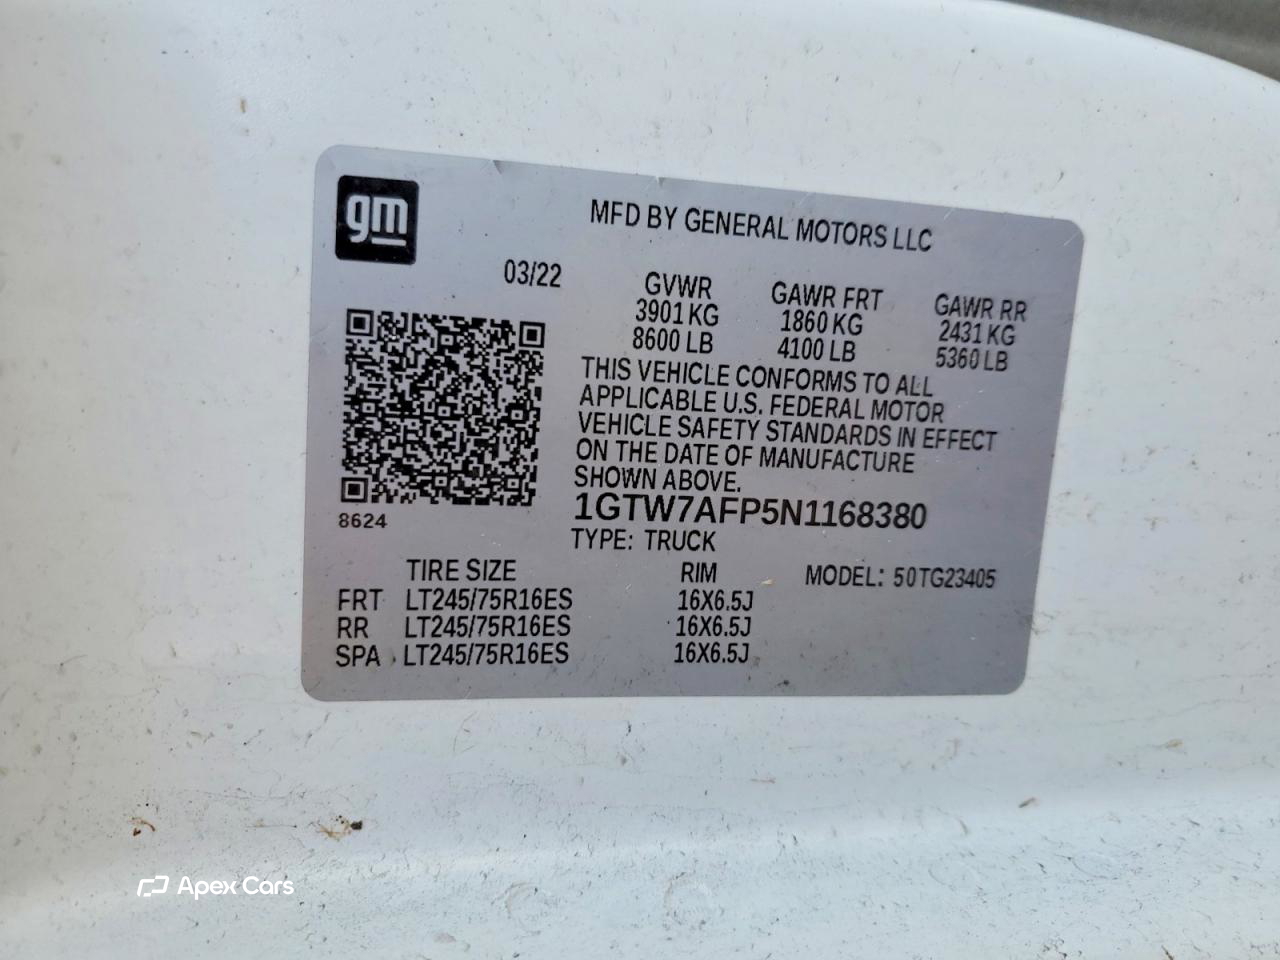 gm
MFD BY GENERAL MOTORS LLC
03/22
GVWR GAWR FRT GAWR RR
3901 KG 1860 KG 2431 KG
8600 LB 4100 LB 5360 LB
THIS VEHICLE CONFORMS TO ALL
APPLICABLE U.S. FEDERAL MOTOR
VEHICLE SAFETY STANDARDS IN EFFECT
ON THE DATE OF MANUFACTURE
SHOWN ABOVE.
8624
1GTW7AFP5N1168380
TYPE: TRUCK
TIRE SIZE RIM MODEL: 50TG23405
FRT LT245/75R16ES 16X6.5J
RR LT245/75R16ES 16X6.5J
SPA LT245/75R16ES 16X6.5J
Apex Cars